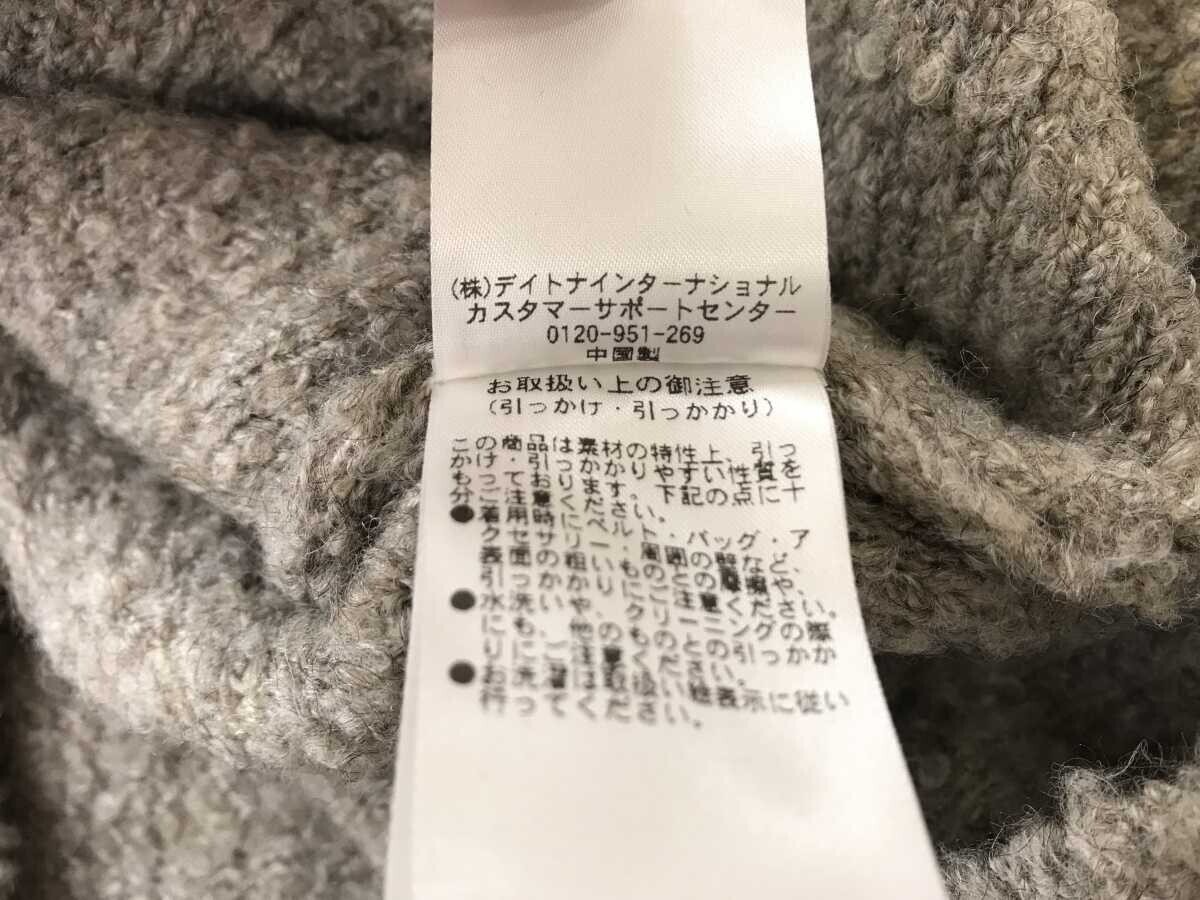 (株)デイトナインターナショナル
カスタマーサポートセンター
0120-951-269
中国製
お取扱い上の御注意
(引っかけ・引っかかり)
この商品は素材の特性上、引っ
かけ・引っかかりやすい性質を
もっております。下記の点に十
分ご注意ください。
●着用時にベルト・バッグ・ア
クセサリー・周囲の壁など、
表面の粗いものとの摩擦や、
引っかかりにご注意ください。
●水洗いや、クリーニングの際
にも、他のものとの引っかか
りにご注意ください。
●お洗濯は取扱い絵表示に従い
行ってください。